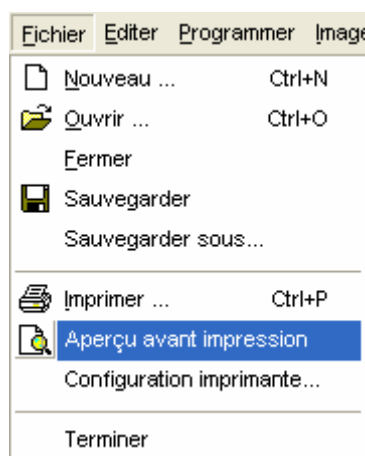 Fichier Editer Programmer Image
Nouveau ... Ctrl+N
Ouvrir ... Ctrl+O
Fermer
Sauvegarder
Sauvegarder sous...
Imprimer ... Ctrl+P
Aperçu avant impression
Configuration imprimante...
Terminer